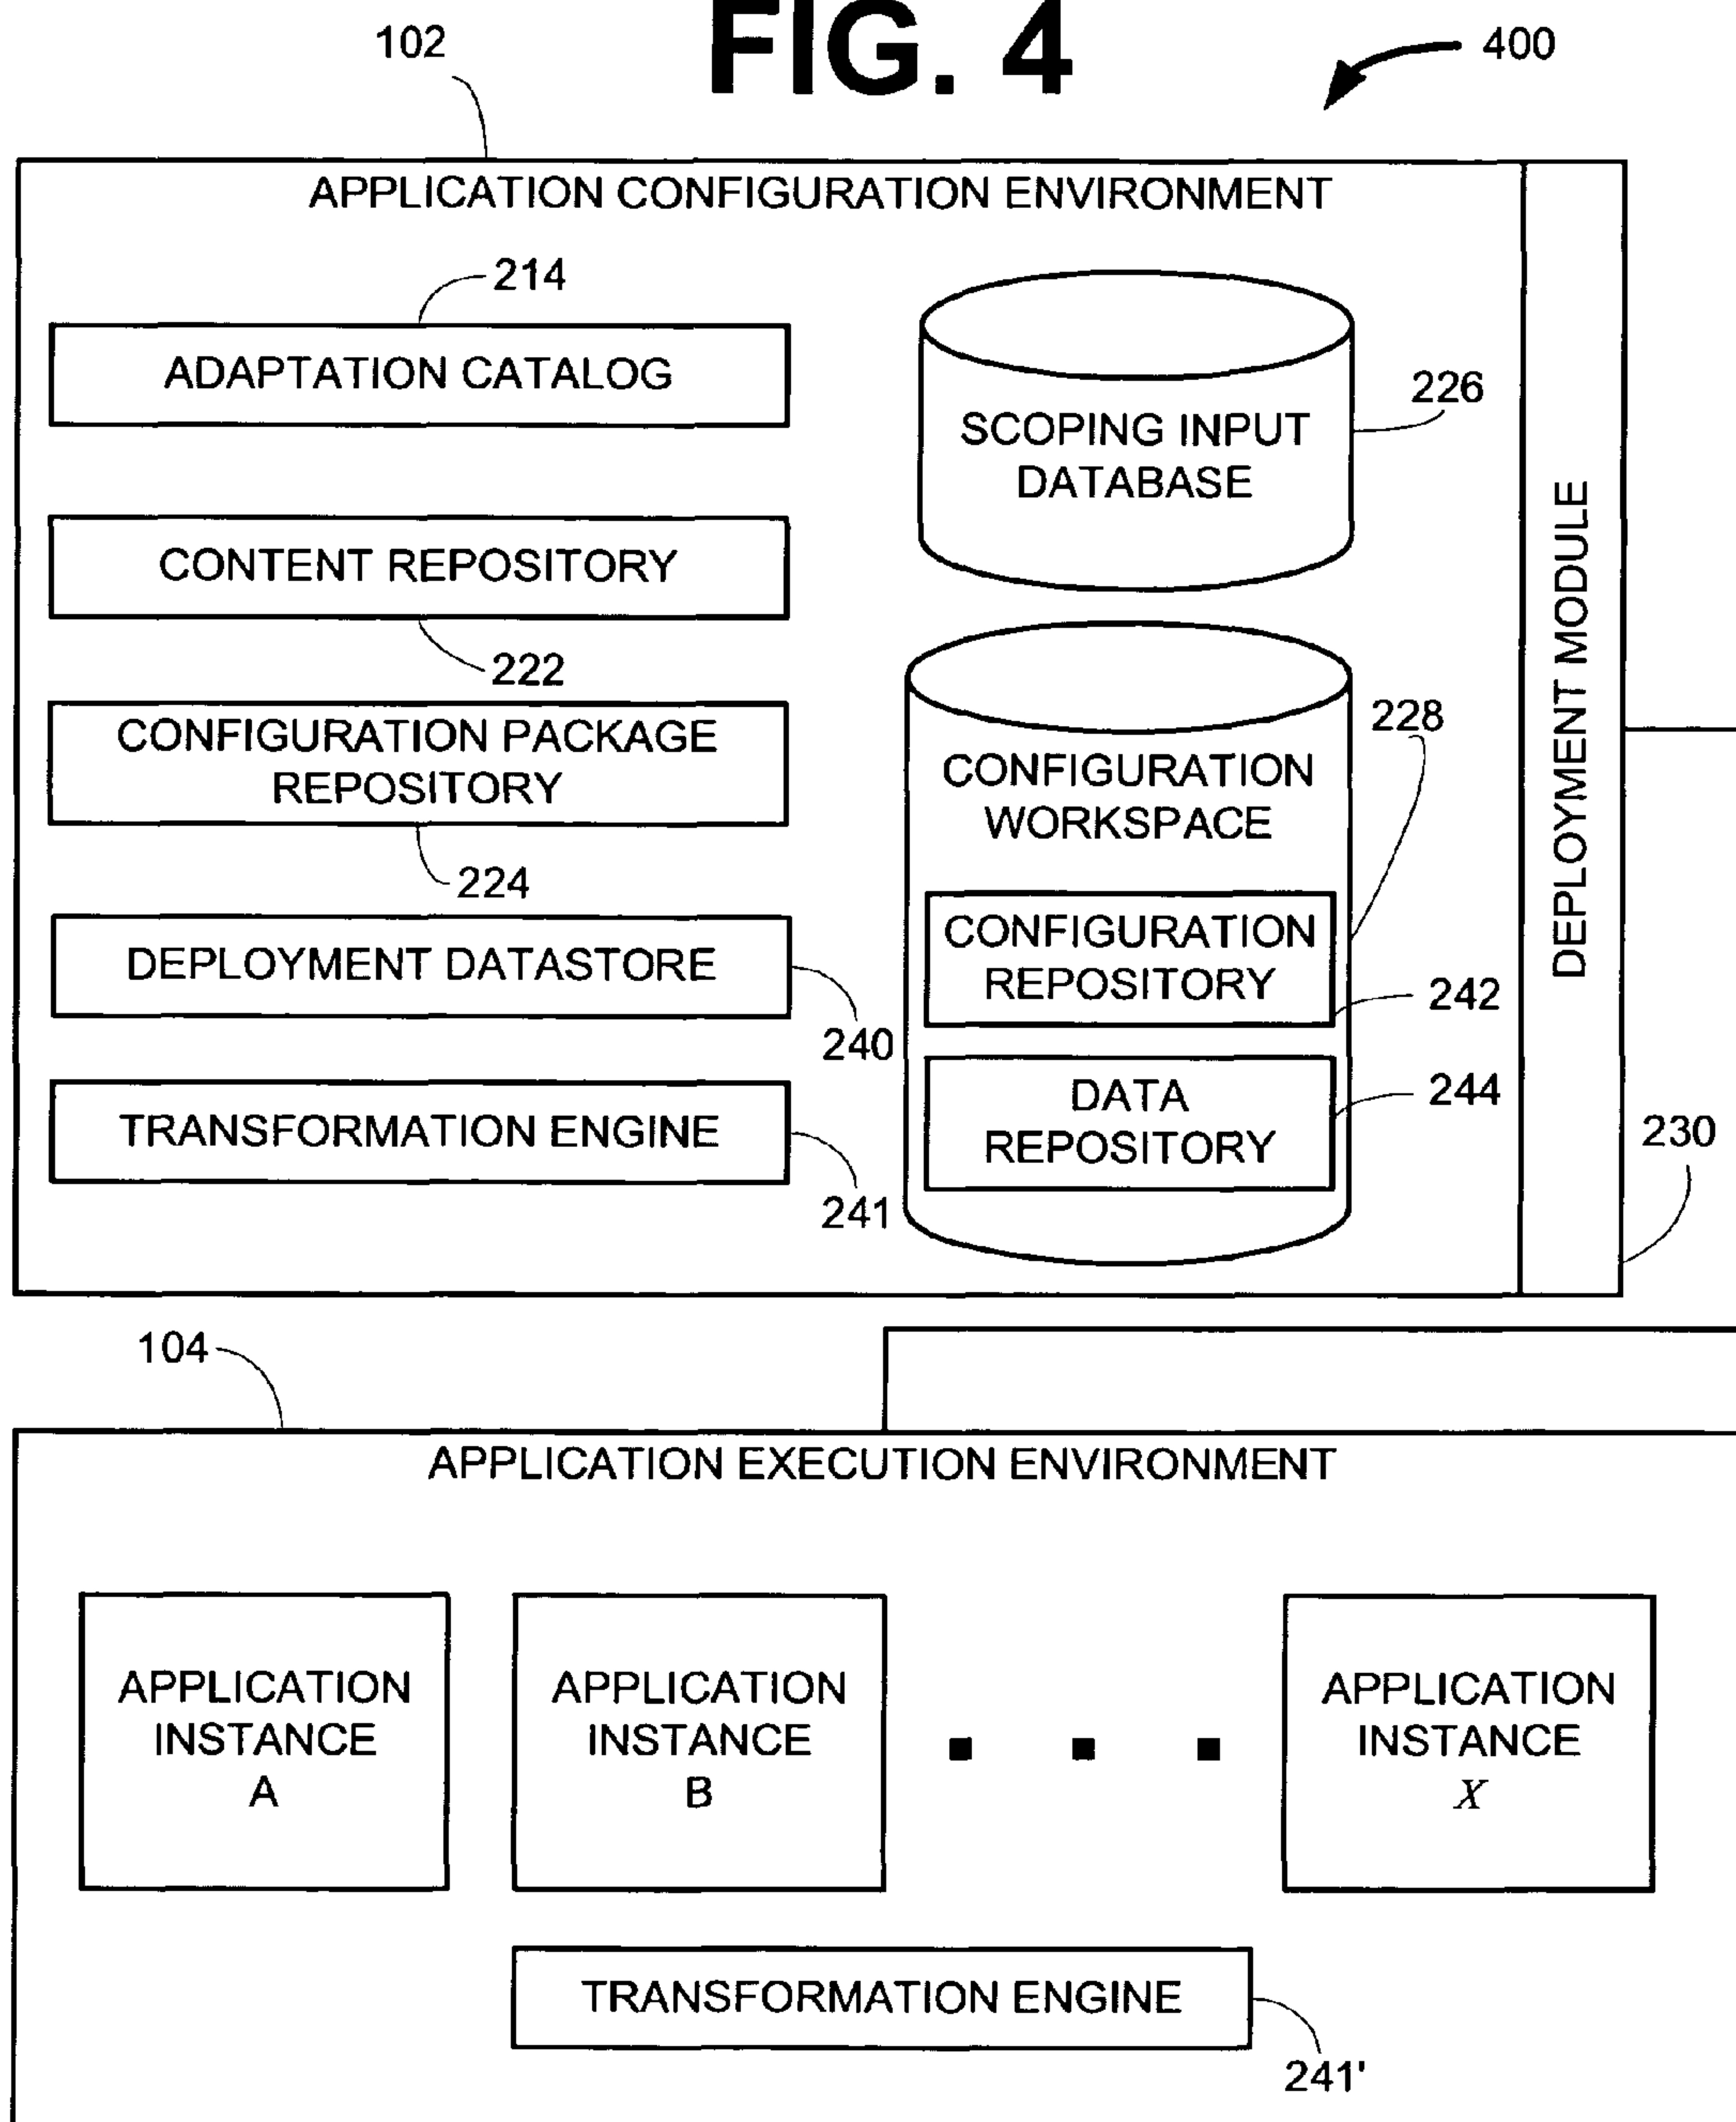 FIG. 4
400
102
APPLICATION CONFIGURATION ENVIRONMENT
214
ADAPTATION CATALOG
CONTENT REPOSITORY
222
CONFIGURATION PACKAGE
REPOSITORY
224
DEPLOYMENT DATASTORE
240
TRANSFORMATION ENGINE
241
SCOPING INPUT
DATABASE
226
CONFIGURATION
WORKSPACE
228
CONFIGURATION
REPOSITORY
242
DATA
REPOSITORY
244
DEPLOYMENT MODULE
230
104
APPLICATION EXECUTION ENVIRONMENT
APPLICATION
INSTANCE
A
APPLICATION
INSTANCE
B
. . .
APPLICATION
INSTANCE
X
TRANSFORMATION ENGINE
241'